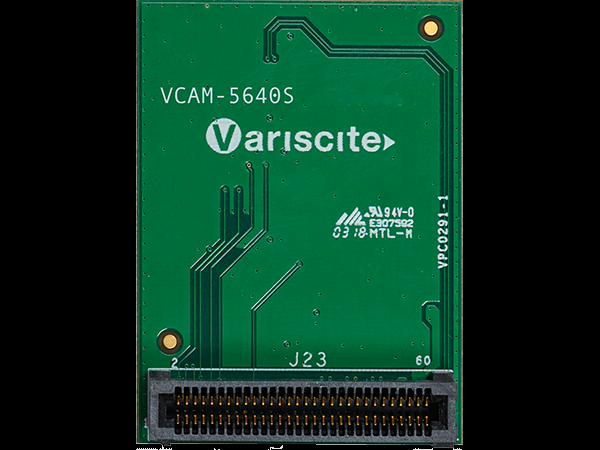 VCAM-5640S
Variscite
94V-0
E307592
0318-MTL-M
VPC0291-1
2
J23
60